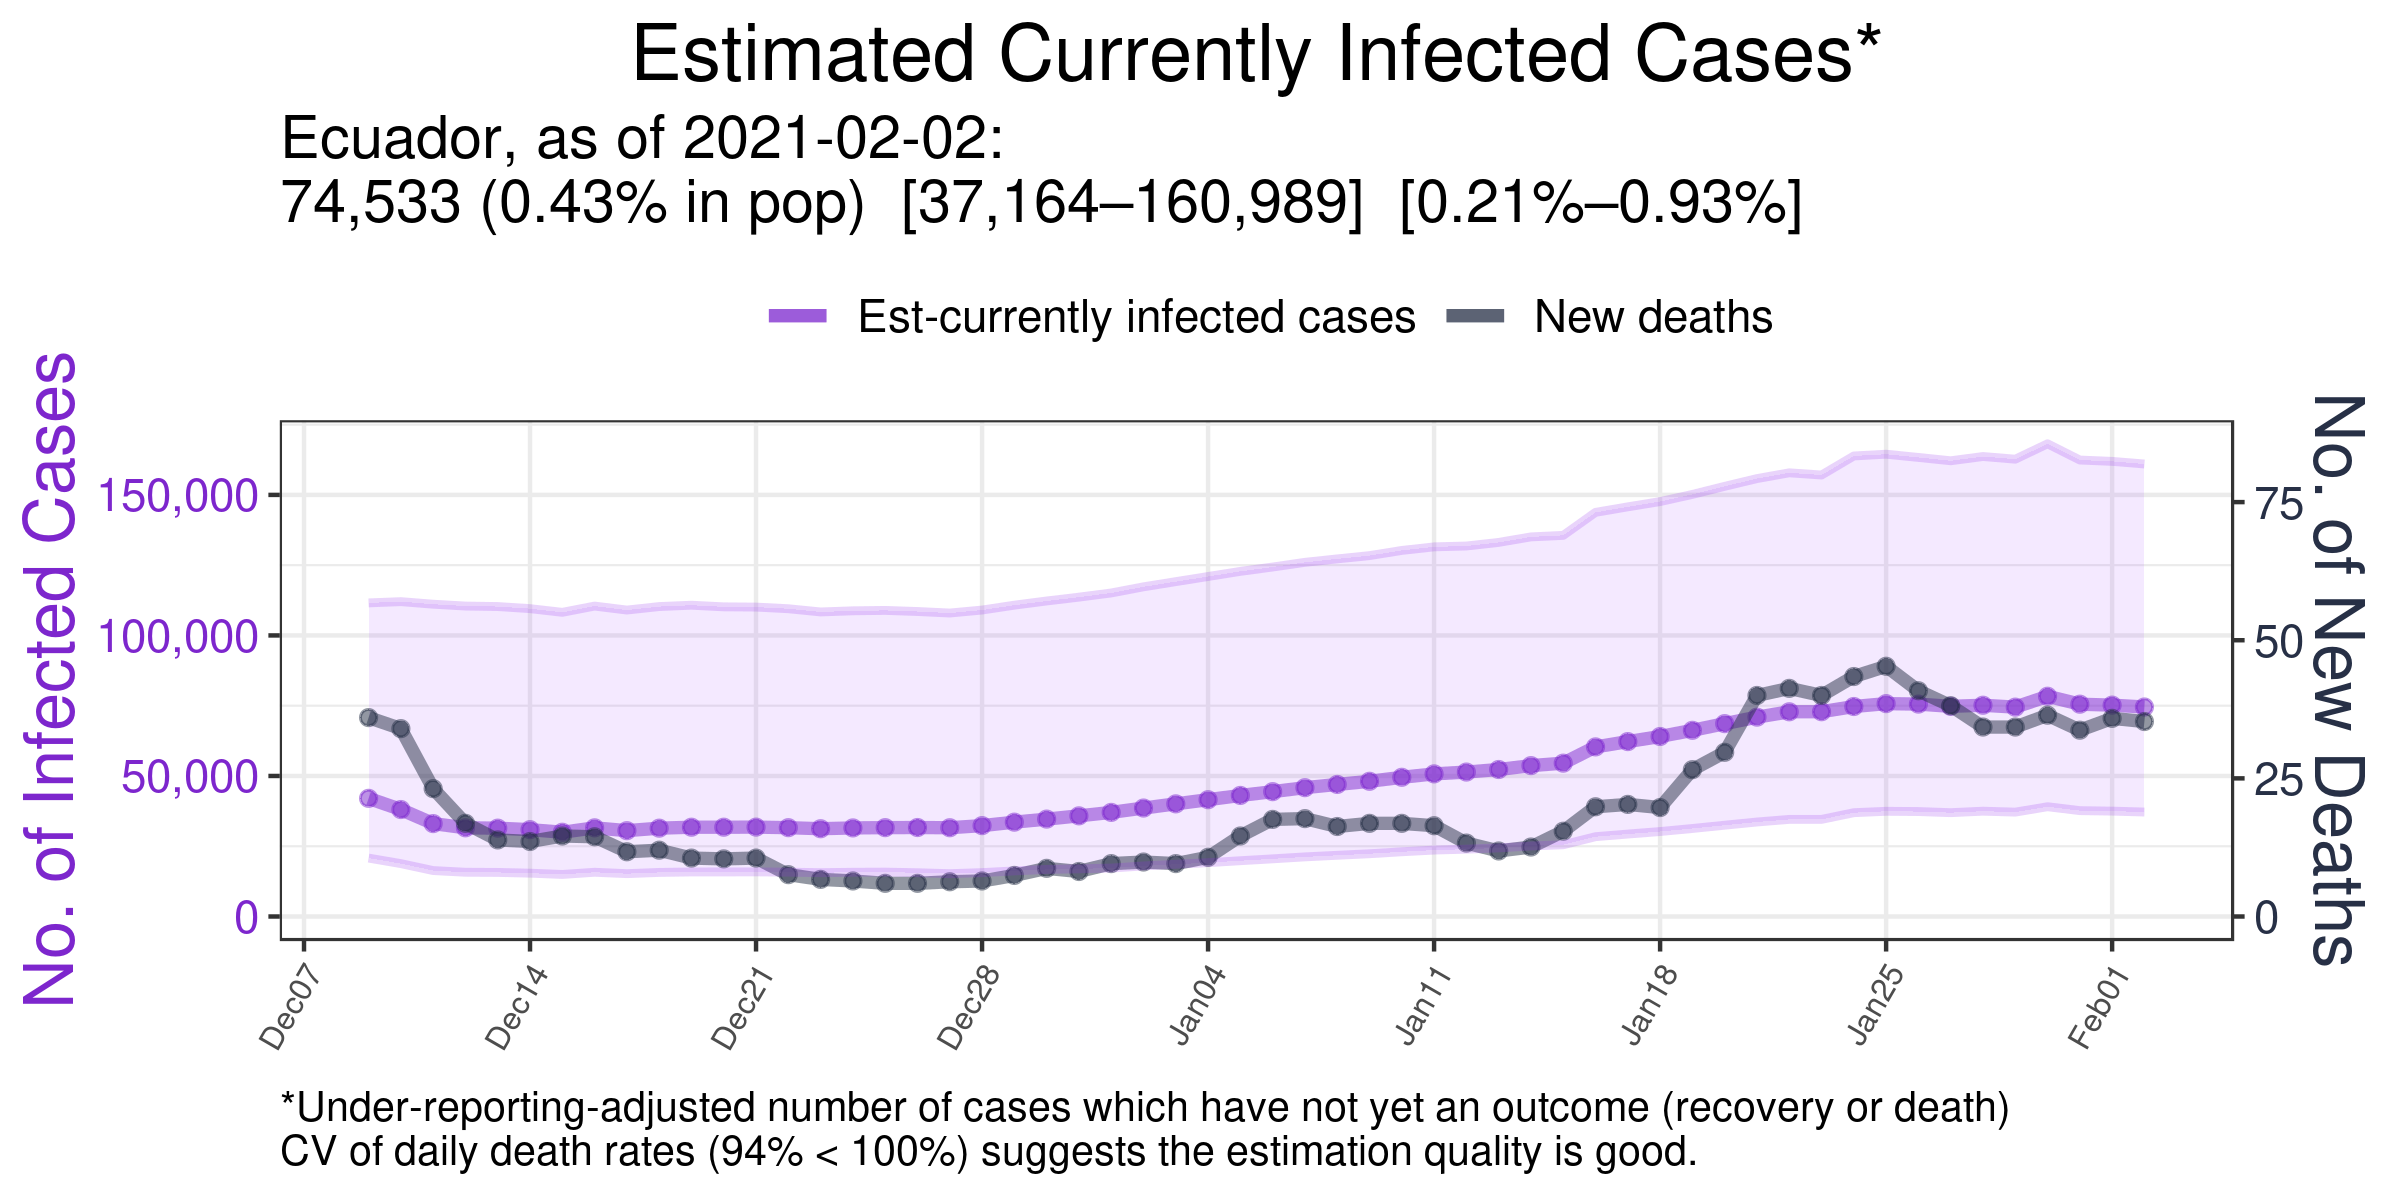 Estimated Currently Infected Cases*
Ecuador, as of 2021-02-02:
74,533 (0.43% in pop)  [37,164–160,989]  [0.21%–0.93%]
Est-currently infected cases
New deaths
No. of Infected Cases
150,000
100,000
50,000
0
75
50
25
0
No. of New Deaths
Dec07
Dec14
Dec21
Dec28
Jan04
Jan11
Jan18
Jan25
Feb01
*Under-reporting-adjusted number of cases which have not yet an outcome (recovery or death)
CV of daily death rates (94% < 100%) suggests the estimation quality is good.